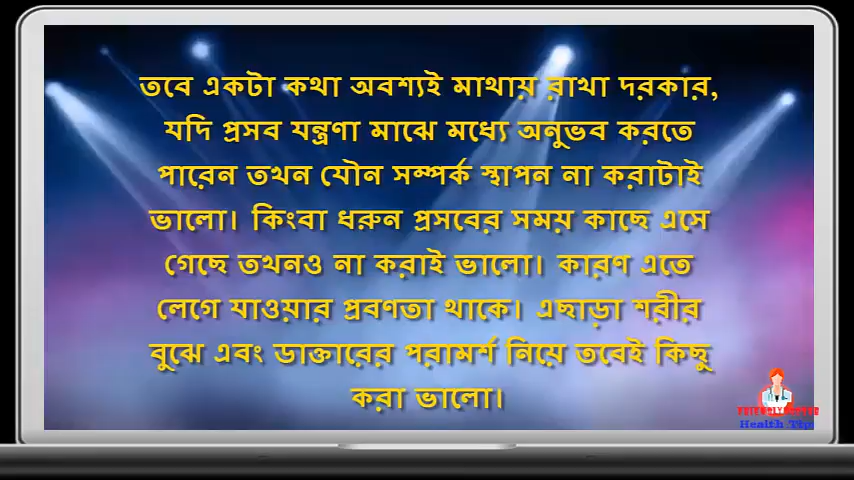 তবে একটা কথা অবশ্যই মাথায় রাখা দরকার,
যদি প্রসব যন্ত্রণা মাঝে মধ্যে অনুভব করতে
পারেন তখন যৌন সম্পর্ক স্থাপন না করাটাই
ভালো। কিংবা ধরুন প্রসবের সময় কাছে এসে
গেছে তখনও না করাই ভালো। কারণ এতে
লেগে যাওয়ার প্রবণতা থাকে। এছাড়া শরীর
বুঝে এবং ডাক্তারের পরামর্শ নিয়ে তবেই কিছু
করা ভালো।
Health Tip